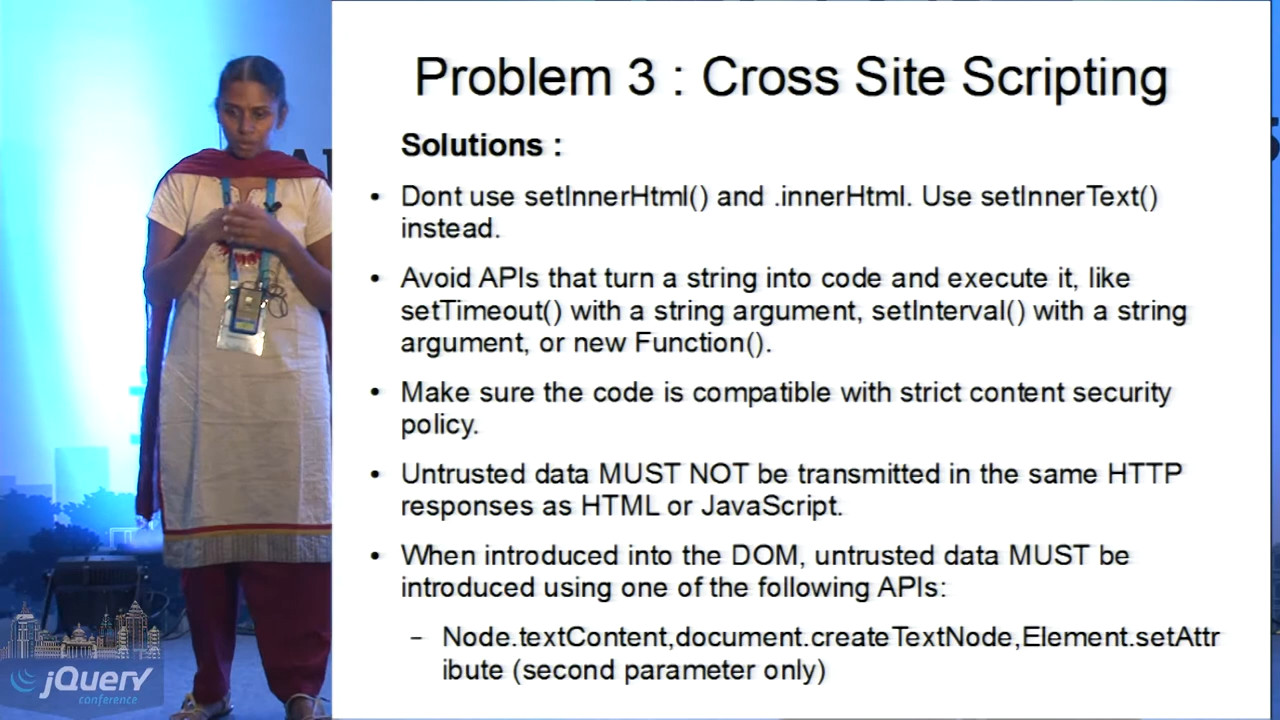 Problem 3 : Cross Site Scripting
Solutions :
• Dont use setInnerHtml() and .innerHtml. Use setInnerText()
instead.
• Avoid APIs that turn a string into code and execute it, like
setTimeout() with a string argument, setInterval() with a string
argument, or new Function().
• Make sure the code is compatible with strict content security
policy.
• Untrusted data MUST NOT be transmitted in the same HTTP
responses as HTML or JavaScript.
• When introduced into the DOM, untrusted data MUST be
introduced using one of the following APIs:
– Node.textContent,document.createTextNode,Element.setAttr
ibute (second parameter only)
jQuery
conference